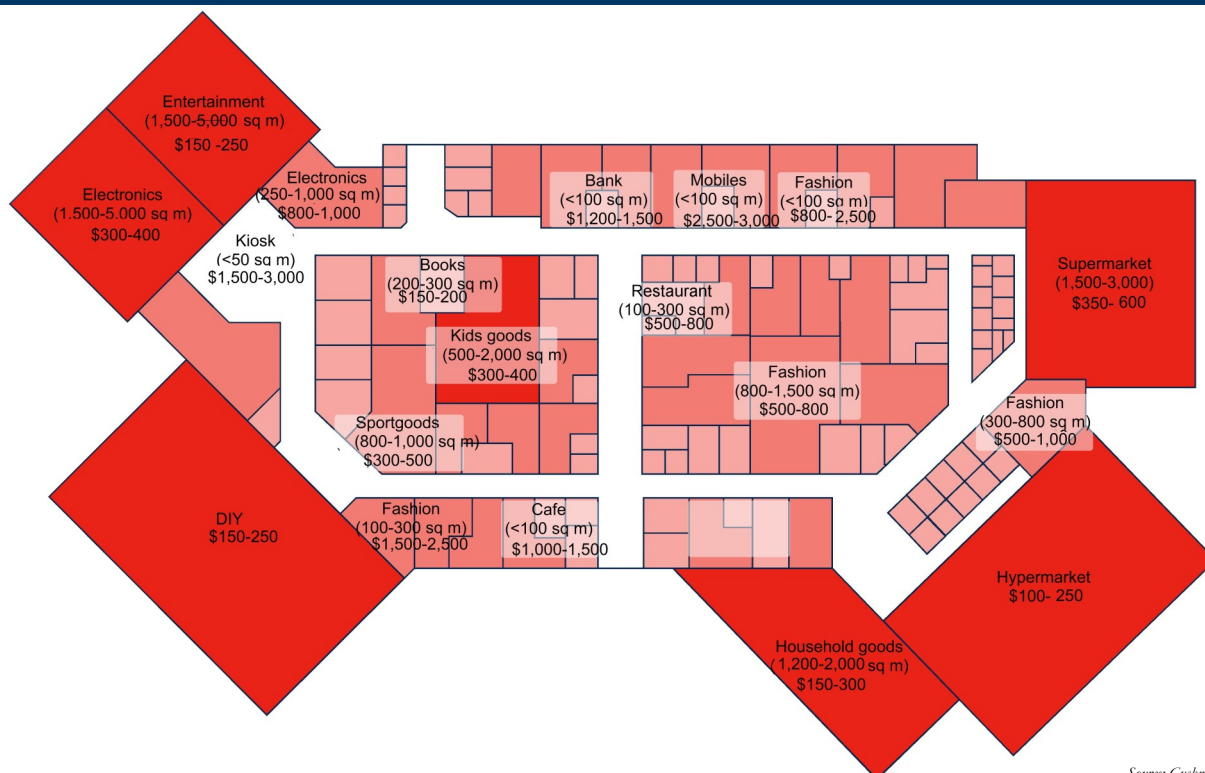 Entertainment
(1,500-5,000 sq m)
$150 -250
Electronics
(1.500-5.000 sq m)
$300-400
Electronics
(250-1,000 sq m)
$800-1,000
Kiosk
(<50 sq m)
$1,500-3,000
Bank
(<100 sq m)
$1,200-1,500
Mobiles
(<100 sq m)
$2,500-3,000
Fashion
(<100 sq m)
$800- 2,500
Books
(200-300 sq m)
$150-200
Kids goods
(500-2,000 sq m)
$300-400
Restaurant
(100-300 sq m)
$500-800
Supermarket
(1,500-3,000)
$350- 600
Fashion
(800-1,500 sq m)
$500-800
Fashion
(300-800 sq m)
$500-1,000
Sportgoods
(800-1,000 sq m)
$300-500
DIY
$150-250
Fashion
(100-300 sq m)
$1,500-2,500
Cafe
(<100 sq m)
$1,000-1,500
Hypermarket
$100- 250
Household goods
(1,200-2,000 sq m)
$150-300